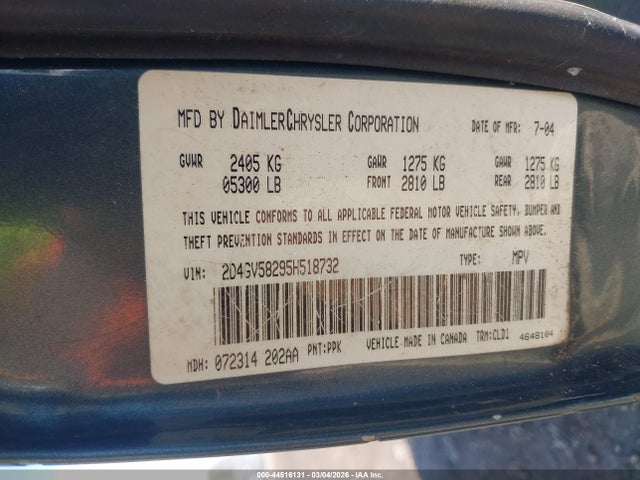 MFD BY DAIMLERCHRYSLER CORPORATION DATE OF MFR: 7-04
GVWR 2405 KG GAWR 1275 KG GAWR 1275 KG
05300 LB FRONT 2810 LB REAR 2810 LB
THIS VEHICLE CONFORMS TO ALL APPLICABLE FEDERAL MOTOR VEHICLE SAFETY, BUMPER AND
THEFT PREVENTION STANDARDS IN EFFECT ON THE DATE OF MANUFACTURE SHOWN ABOVE.
VIN: 2D4GV58295H518732 TYPE: MPV
MDH: 072314 202AA PNT:PPK VEHICLE MADE IN CANADA TRM:CLD1 4648104
000-44516131 - 03/04/2026 - IAA Inc.